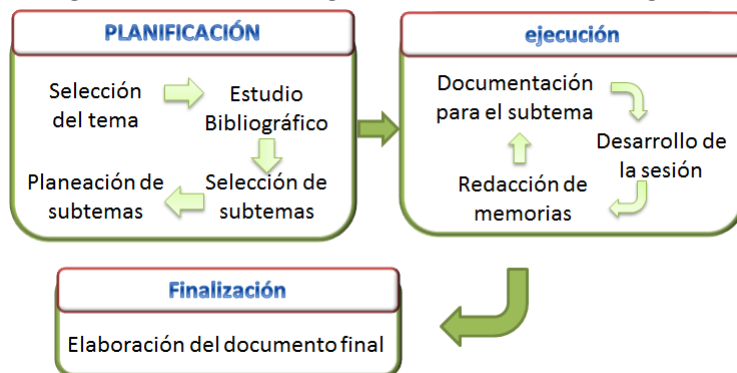 PLANIFICACIÓN
Selección
del tema
Estudio
Bibliográfico
Planeación de
subtemas
Selección de
subtemas
ejecución
Documentación
para el subtema
Desarrollo de
la sesión
Redacción de
memorias
Finalización
Elaboración del documento final